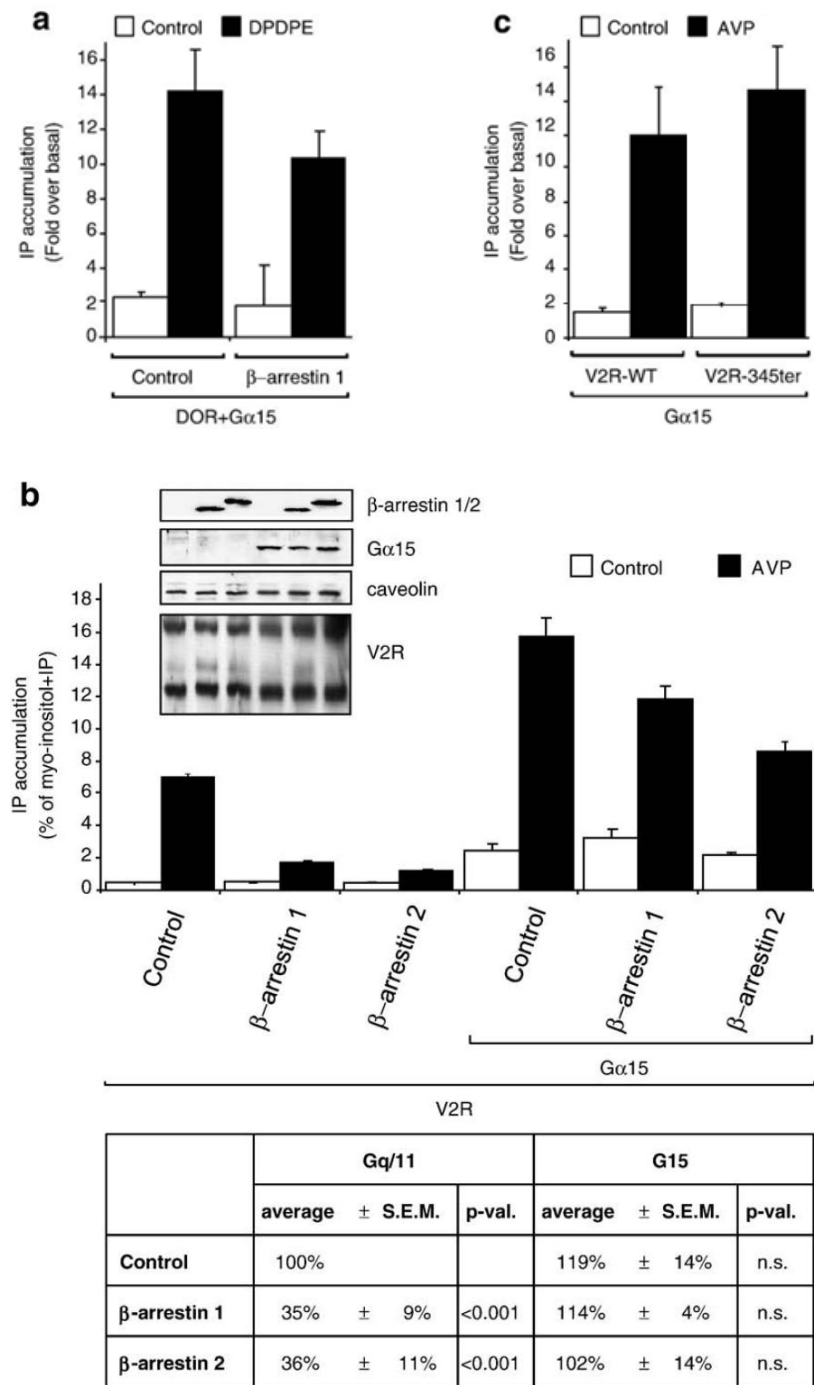 a
Control DPDPE
IP accumulation
(Fold over basal)
16
14
12
10
8
6
4
2
0
Control β–arrestin 1
DOR+Gα15
c
Control AVP
IP accumulation
(Fold over basal)
16
14
12
10
8
6
4
2
0
V2R-WT V2R-345ter
Gα15
b
β-arrestin 1/2
Gα15
caveolin
V2R
Control AVP
IP accumulation
(% of myo-inositol+IP)
18
16
14
12
10
8
6
4
2
0
Control
β–arrestin 1
β–arrestin 2
Control
β–arrestin 1
β–arrestin 2
Gα15
V2R
Gq/11 G15
average ± S.E.M. p-val. average ± S.E.M. p-val.
Control 100% 119% ± 14% n.s.
β-arrestin 1 35% ± 9% <0.001 114% ± 4% n.s.
β-arrestin 2 36% ± 11% <0.001 102% ± 14% n.s.